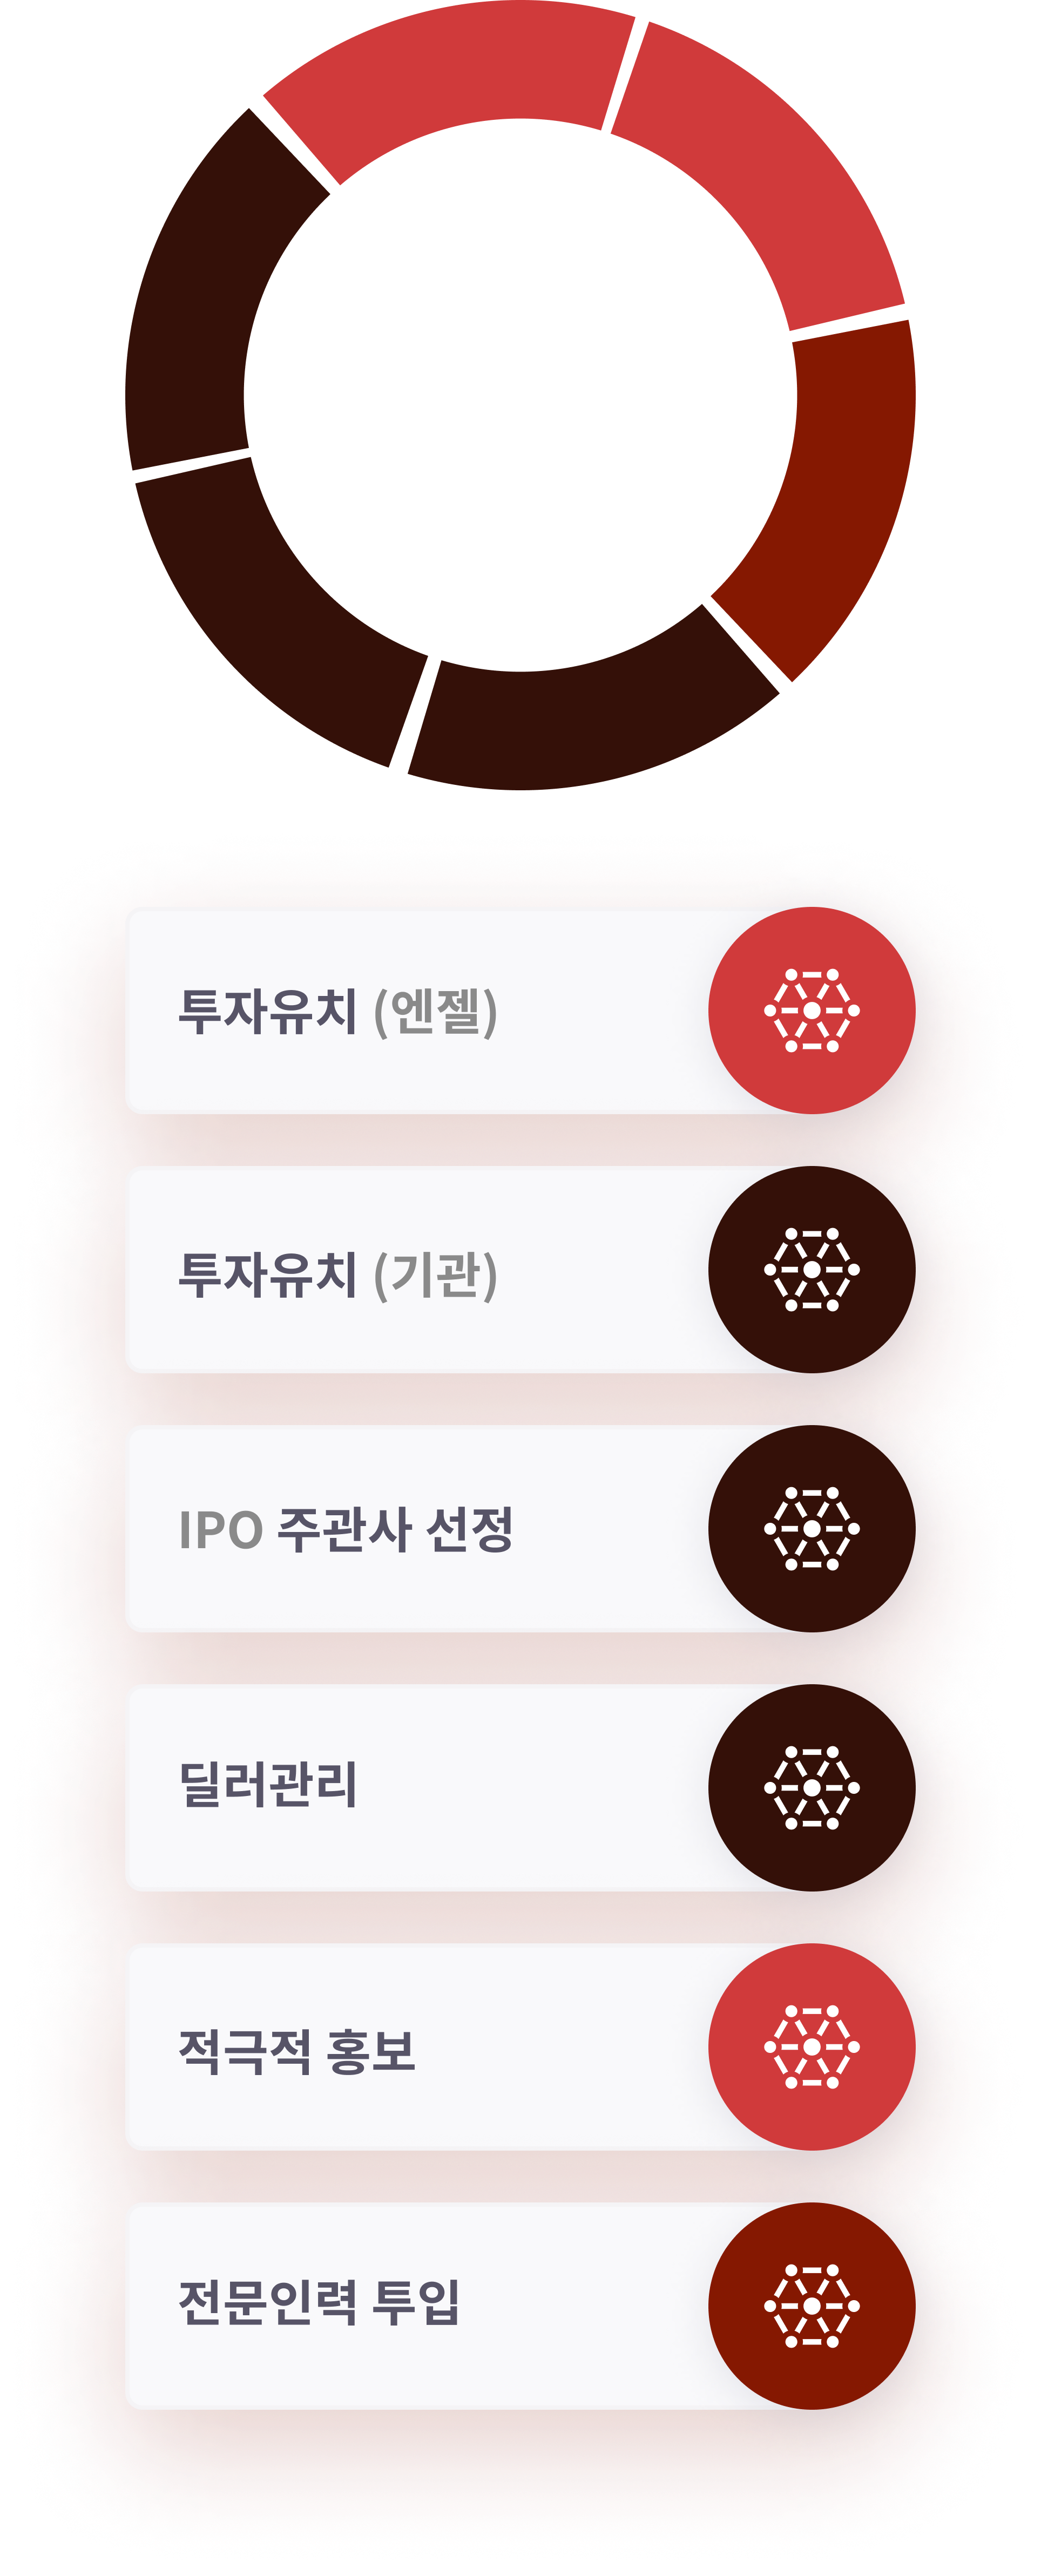 투자유치 (엔젤)
투자유치 (기관)
IPO 주관사 선정
딜러관리
적극적 홍보
전문인력 투입